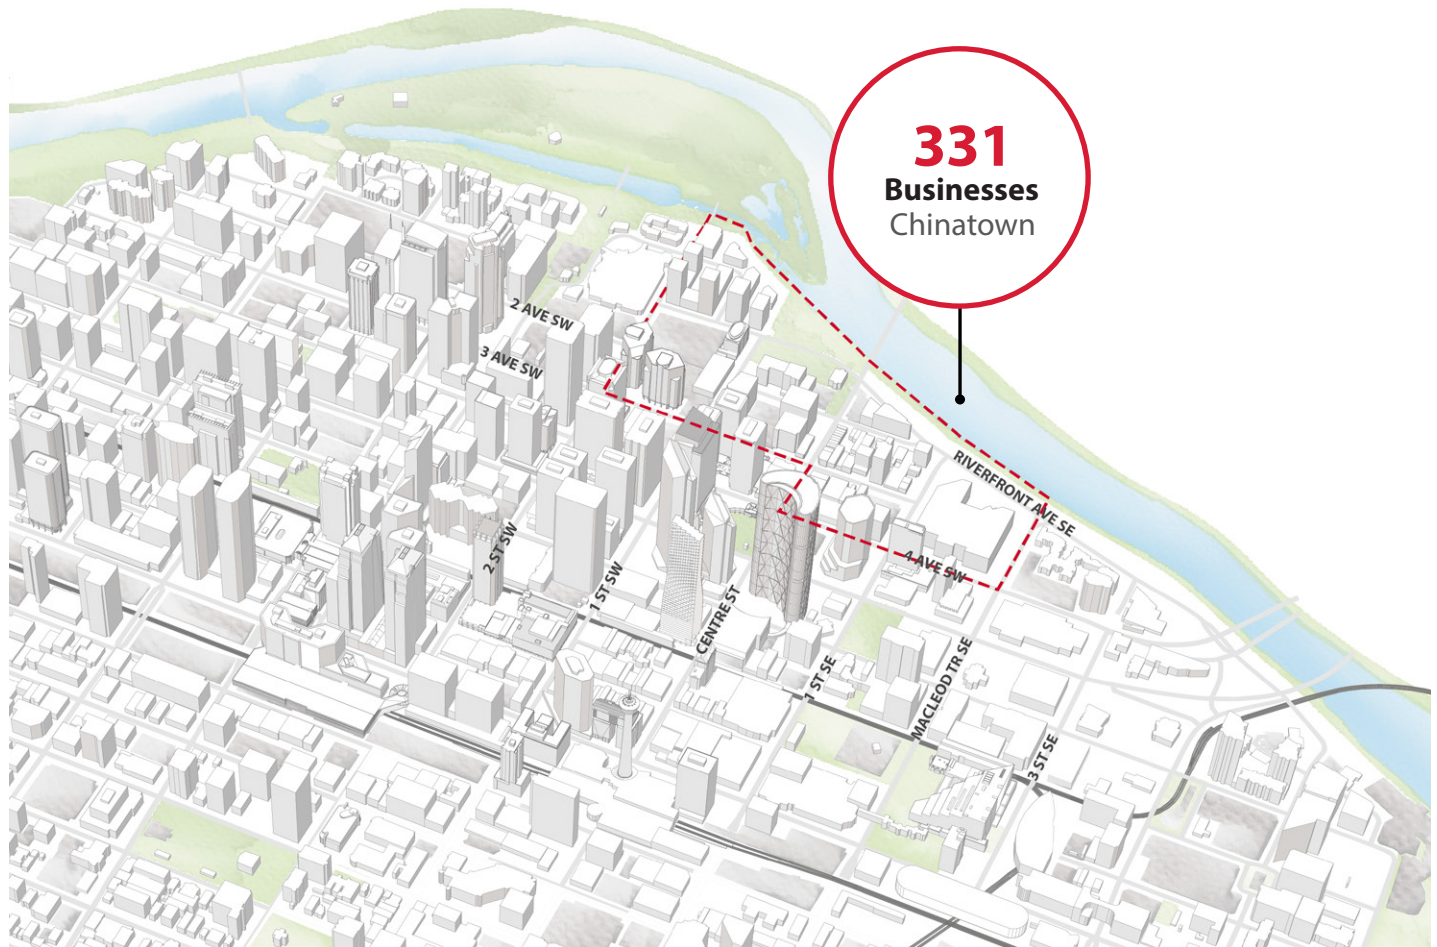 331
Businesses
Chinatown
2 AVE SW
3 AVE SW
RIVERFRONT AVE SE
4 AVE SW
2 ST SW
1 ST SW
CENTRE ST
1 ST SE
MACLEOD TR SE
3 ST SE